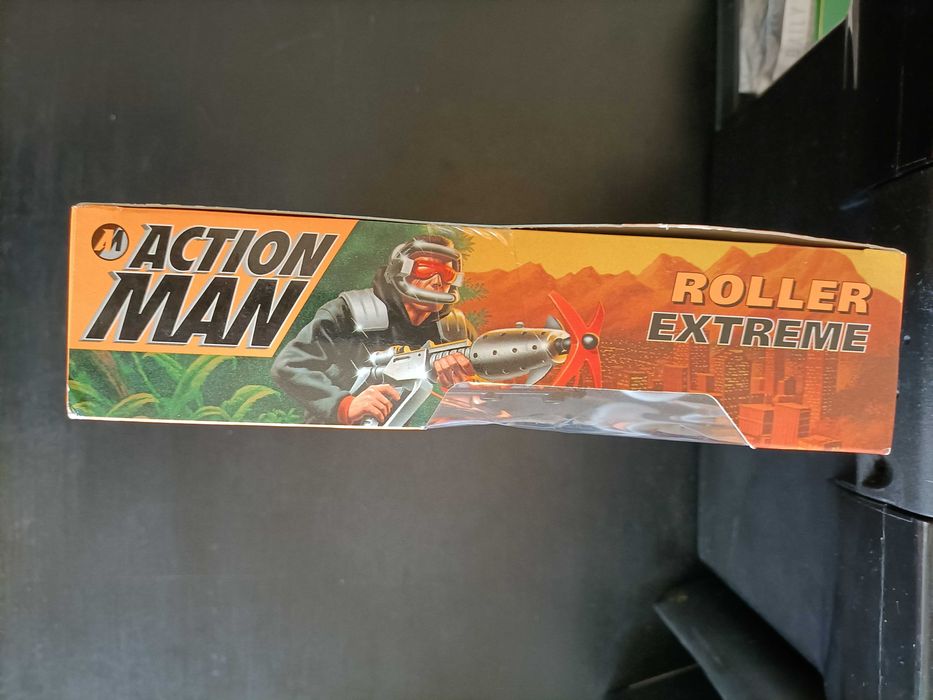 AM
ACTION
MAN
ROLLER
EXTREME